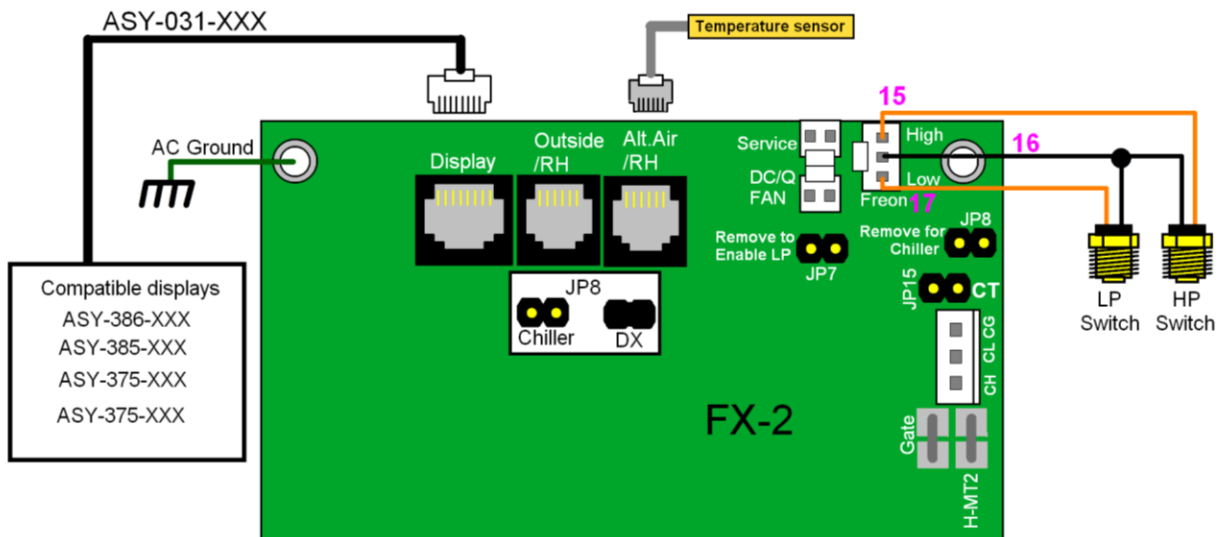 ASY-031-XXX
Temperature sensor
15
AC Ground
Display
Outside
/RH
Alt.Air
/RH
Service
High
16
DC/Q
FAN
Low
Freon
17
Remove to
Enable LP
JP7
Remove for
Chiller
JP8
JP15
CT
LP
Switch
HP
Switch
Compatible displays
ASY-386-XXX
ASY-385-XXX
ASY-375-XXX
ASY-375-XXX
JP8
Chiller
DX
CG
CL
CH
FX-2
Gate
H-MT2